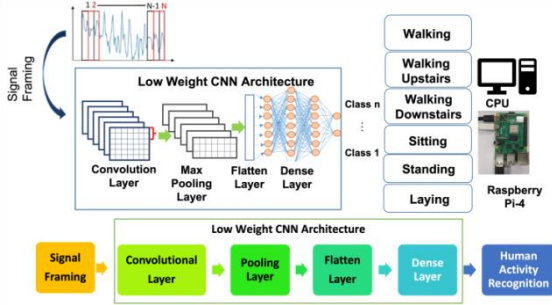 1 2 N-1 N
Signal
Framing
Low Weight CNN Architecture
Convolution
Layer
Max
Pooling
Layer
Flatten
Layer
Dense
Layer
Class n
...
Class 1
Walking
Walking
Upstairs
Walking
Downstairs
Sitting
Standing
Laying
CPU
Raspberry
Pi-4
Low Weight CNN Architecture
Signal
Framing
Convolutional
Layer
Pooling
Layer
Flatten
Layer
Dense
Layer
Human
Activity
Recognition